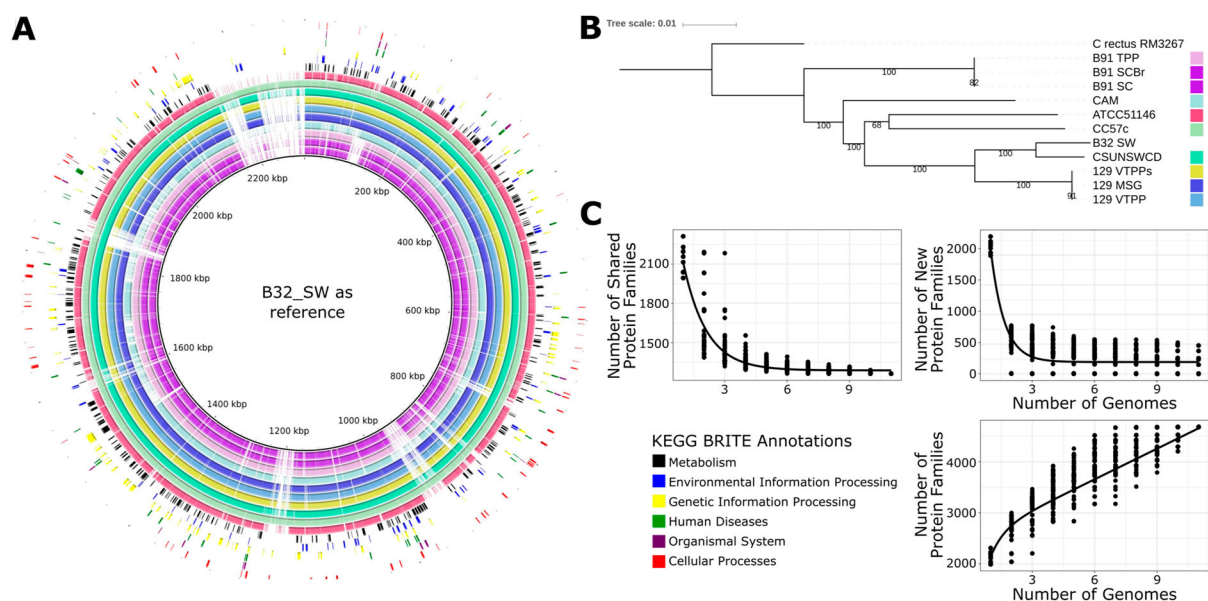 A
B
Tree scale: 0.01
C rectus RM3267
B91 TPP
100
82
B91 SCBr
B91 SC
CAM
100
ATCC51146
68
CC57c
100
B32 SW
100
100
CSUNSWCD
129 VTPPs
100
91
129 MSG
129 VTPP
2200 kbp
200 kbp
2000 kbp
400 kbp
1800 kbp
B32_SW as
reference
600 kbp
1600 kbp
800 kbp
1400 kbp
1000 kbp
1200 kbp
C
Number of Shared
Protein Families
2100
1800
1500
3
6
9
Number of New
Protein Families
2000
1500
1000
500
0
3
6
9
Number of Genomes
KEGG BRITE Annotations
Metabolism
Environmental Information Processing
Genetic Information Processing
Human Diseases
Organismal System
Cellular Processes
Number of
Protein Families
4000
3000
2000
3
6
9
Number of Genomes